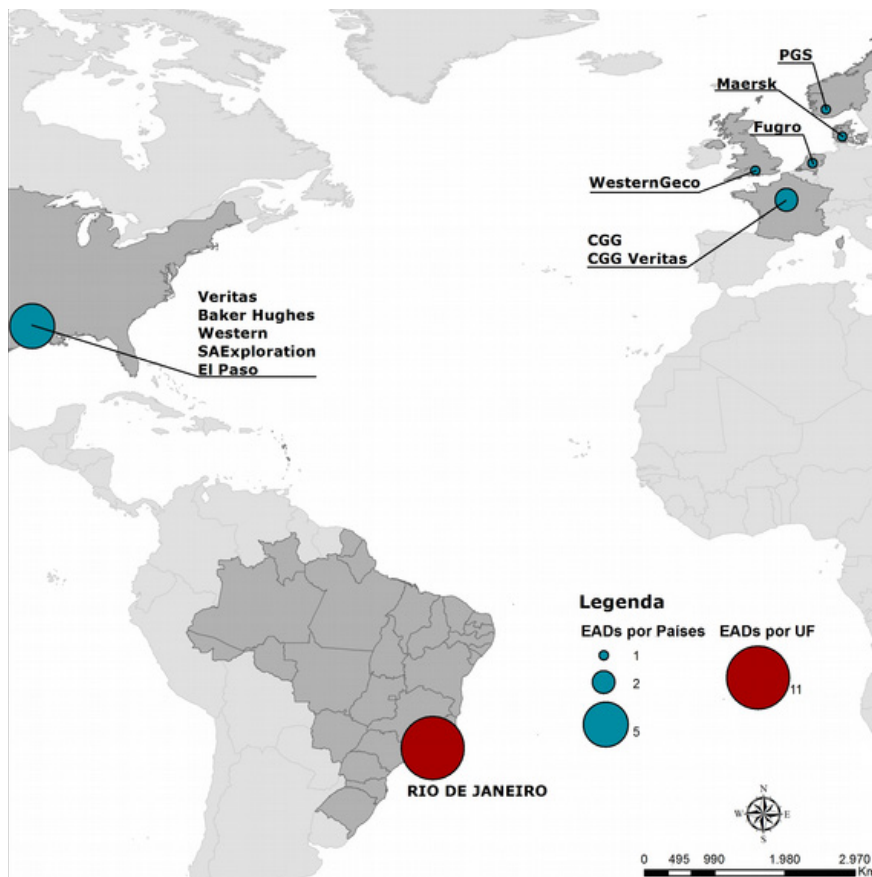 PGS
Maersk
Fugro
WesternGeco
CGG
CGG Veritas
Veritas
Baker Hughes
Western
SAExploration
El Paso
RIO DE JANEIRO
Legenda
EADs por Países
1
2
5
EADs por UF
11
N
W
E
S
0 495 990 1.980 2.970
Km